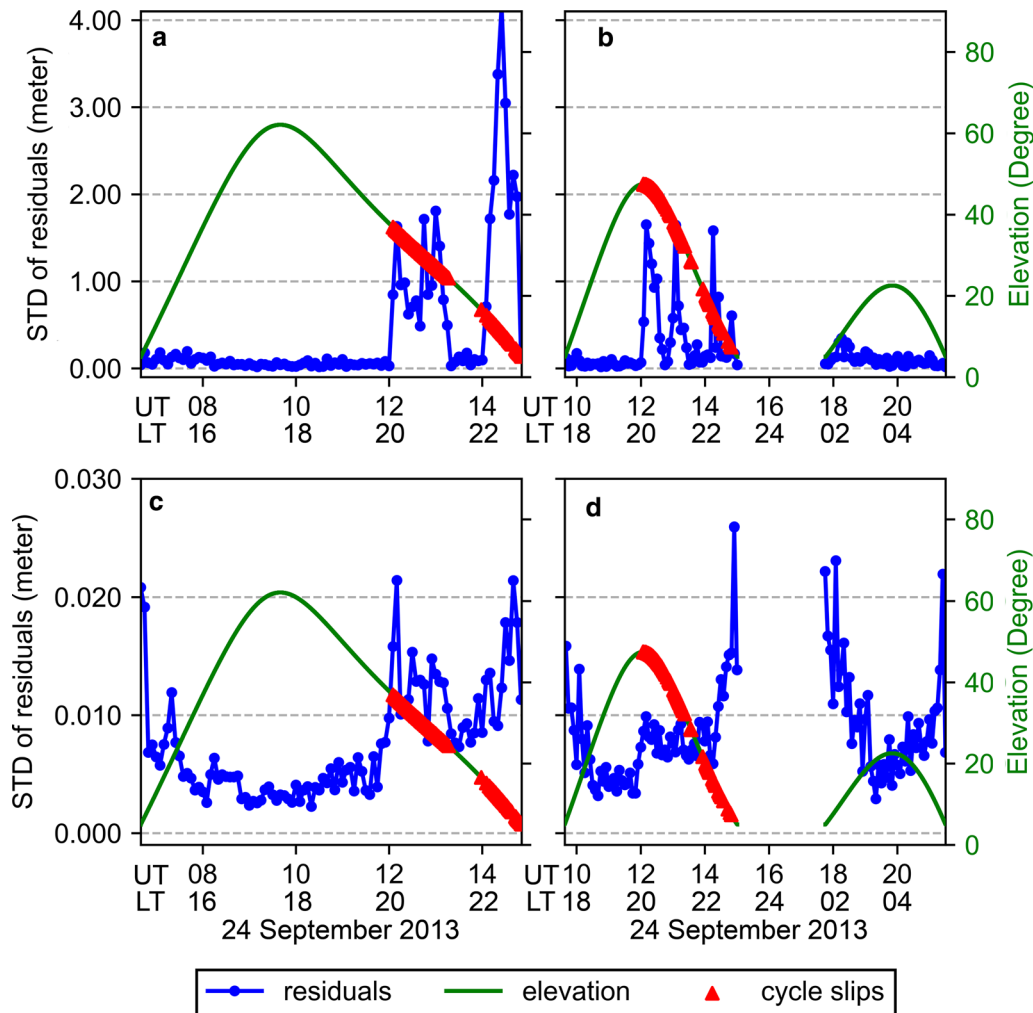 a
b
STD of residuals (meter)
4.00
3.00
2.00
1.00
0.00
80
60
40
20
0
Elevation (Degree)
UT 08 10 12 14
LT 16 18 20 22
UT 10 12 14 16 18 20
LT 18 20 22 24 02 04
c
d
STD of residuals (meter)
0.030
0.020
0.010
0.000
80
60
40
20
0
Elevation (Degree)
UT 08 10 12 14
LT 16 18 20 22
24 September 2013
UT 10 12 14 16 18 20
LT 18 20 22 24 02 04
24 September 2013
residuals elevation cycle slips